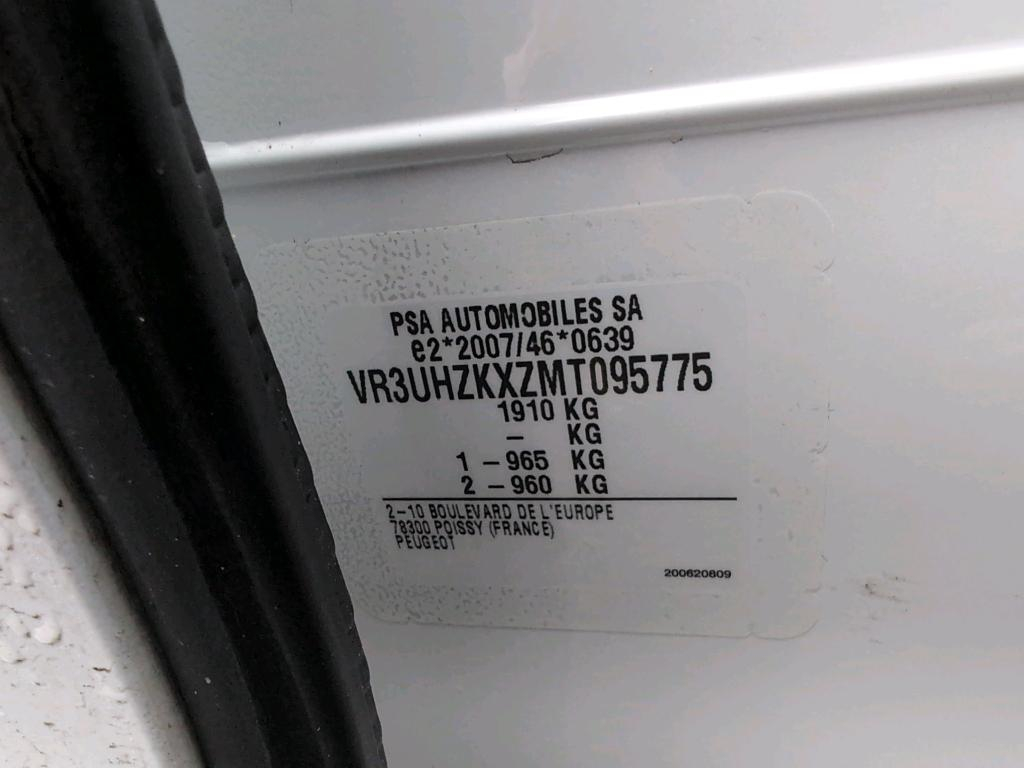 PSA AUTOMOBILES SA
e2*2007/46*0639
VR3UHZKXZMT095775
1910 KG
– KG
1 – 965 KG
2 – 960 KG
2–10 BOULEVARD DE L'EUROPE
78300 POISSY (FRANCE)
PEUGEOT
200620809